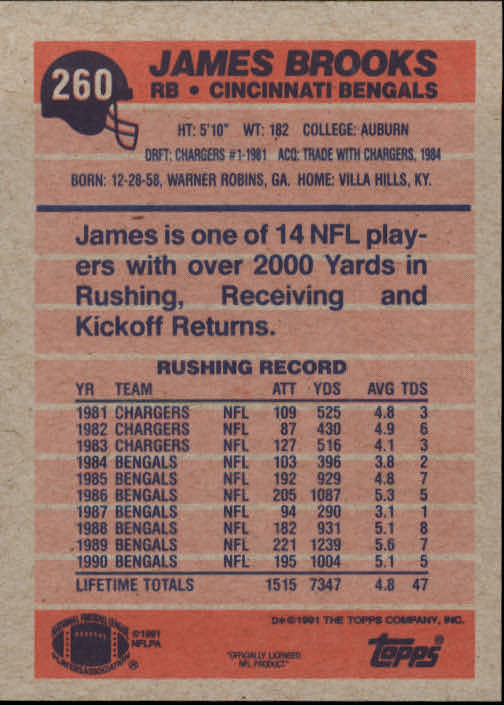 260
JAMES BROOKS
RB • CINCINNATI BENGALS
HT: 5'10" WT: 182 COLLEGE: AUBURN
DRFT: CHARGERS #1-1981 ACQ: TRADE WITH CHARGERS, 1984
BORN: 12-28-58, WARNER ROBINS, GA. HOME: VILLA HILLS, KY.
James is one of 14 NFL play-
ers with over 2000 Yards in
Rushing, Receiving and
Kickoff Returns.
RUSHING RECORD
YR TEAM ATT YDS AVG TDS
1981 CHARGERS NFL 109 525 4.8 3
1982 CHARGERS NFL 87 430 4.9 6
1983 CHARGERS NFL 127 516 4.1 3
1984 BENGALS NFL 103 396 3.8 2
1985 BENGALS NFL 192 929 4.8 7
1986 BENGALS NFL 205 1087 5.3 5
1987 BENGALS NFL 94 290 3.1 1
1988 BENGALS NFL 182 931 5.1 8
1989 BENGALS NFL 221 1239 5.6 7
1990 BENGALS NFL 195 1004 5.1 5
LIFETIME TOTALS 1515 7347 4.8 47
D*©1991 THE TOPPS COMPANY, INC.
NATIONAL FOOTBALL LEAGUE
PLAYERS ASSOCIATION
®
©1991
NFLPA
"OFFICIALLY LICENSED
NFL PRODUCT"
topps®